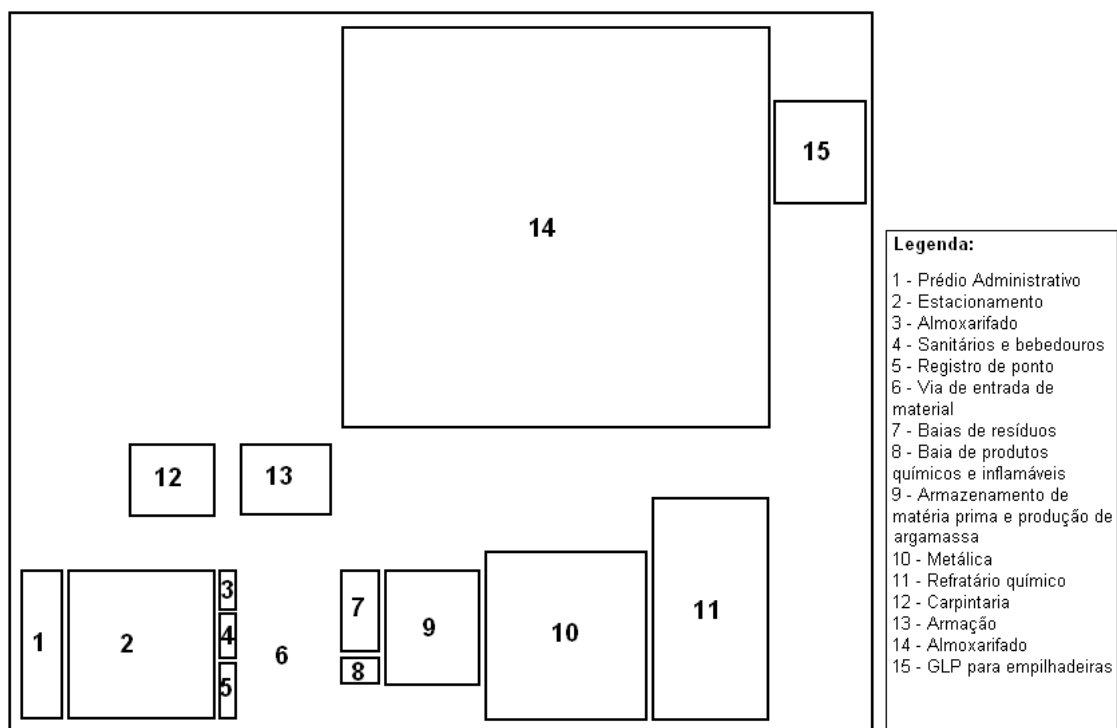 14
15
12
13
1
2
3
4
5
6
7
8
9
10
11
Legenda:
1 - Prédio Administrativo
2 - Estacionamento
3 - Almoxarifado
4 - Sanitários e bebedouros
5 - Registro de ponto
6 - Via de entrada de
material
7 - Baias de resíduos
8 - Baia de produtos
químicos e inflamáveis
9 - Armazenamento de
matéria prima e produção de
argamassa
10 - Metálica
11 - Refratário químico
12 - Carpintaria
13 - Armação
14 - Almoxarifado
15 - GLP para empilhadeiras